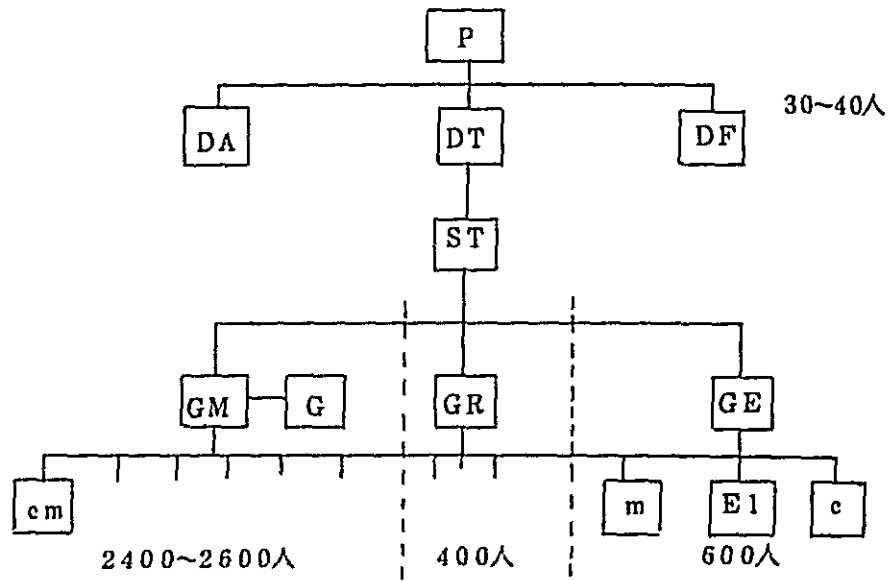 P
DA DT DF 30~40人
ST
GM G GR GE
cm m El c
2400~2600人 400人 600人